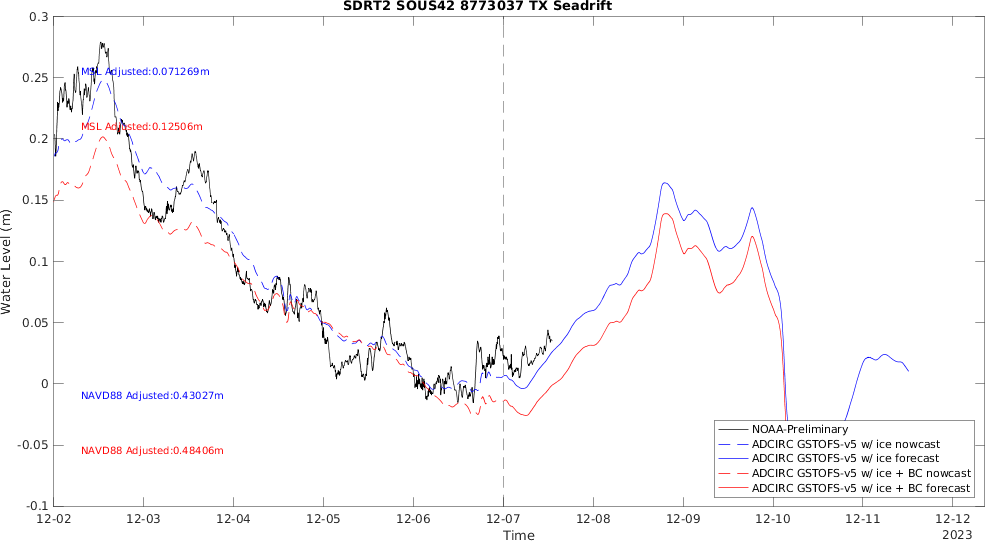 SDRT2 SOUS42 8773037 TX Seadrift
0.3
0.25
0.2
0.15
0.1
0.05
0
-0.05
-0.1
Water Level (m)
MSL Adjusted:0.071269m
MSL Adjusted:0.12506m
NAVD88 Adjusted:0.43027m
NAVD88 Adjusted:0.48406m
NOAA-Preliminary
ADCIRC GSTOFS-v5 w/ ice nowcast
ADCIRC GSTOFS-v5 w/ ice forecast
ADCIRC GSTOFS-v5 w/ ice + BC nowcast
ADCIRC GSTOFS-v5 w/ ice + BC forecast
12-02 12-03 12-04 12-05 12-06 12-07 12-08 12-09 12-10 12-11 12-12
Time
2023